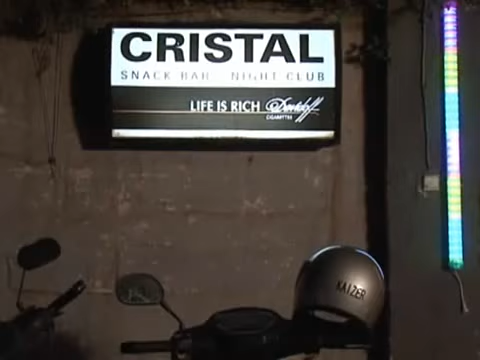 CRISTAL
SNACK BAR NIGHT CLUB
LIFE IS RICH Davidoff
CIGARETTES
KAIZER